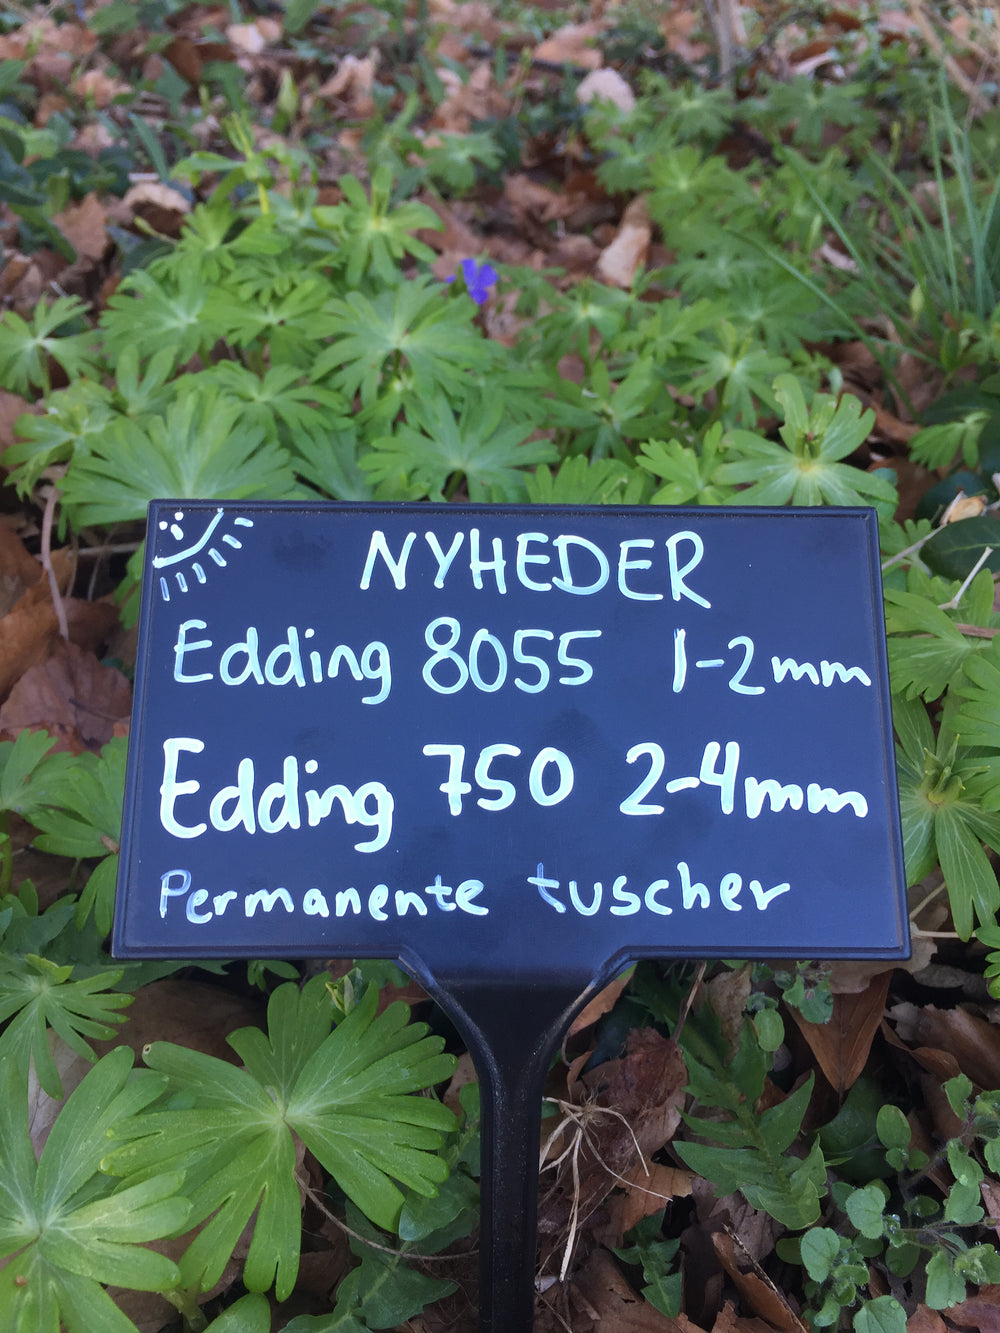 NYHEDER
Edding 8055 1-2mm
Edding 750 2-4mm
Permanente tuscher